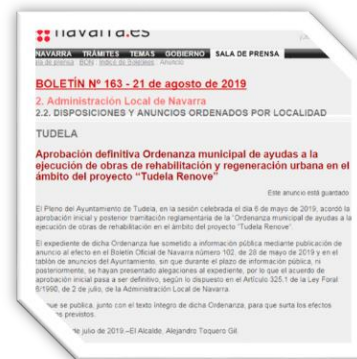 navarra.es
NAVARRA TRÁMITES TEMAS GOBIERNO SALA DE PRENSA
de prensa BON Índice de Boletines Anuncio
BOLETÍN Nº 163 - 21 de agosto de 2019
2. Administración Local de Navarra
2.2. DISPOSICIONES Y ANUNCIOS ORDENADOS POR LOCALIDAD
TUDELA
Aprobación definitiva Ordenanza municipal de ayudas a la
ejecución de obras de rehabilitación y regeneración urbana en el
ámbito del proyecto "Tudela Renove"
Este anuncio está guardado
El Pleno del Ayuntamiento de Tudela, en la sesión celebrada el día 6 de mayo de 2019, acordó la
aprobación inicial y posterior tramitación reglamentaria de la "Ordenanza municipal de ayudas a la
ejecución de obras de rehabilitación en el ámbito del proyecto "Tudela Renove".
El expediente de dicha Ordenanza fue sometido a información pública mediante publicación de
anuncio al efecto en el Boletín Oficial de Navarra número 102, de 28 de mayo de 2019 y en el
tablón de anuncios del Ayuntamiento, sin que durante el plazo de información pública, ni
posteriormente, se hayan presentado alegaciones al expediente, por lo que el acuerdo de
aprobación inicial pasa a ser definitivo, según lo dispuesto en el Artículo 325.1 de la Ley Foral
6/1990, de 2 de julio, de la Administración Local de Navarra.
que se publica, junto con el texto íntegro de dicha Ordenanza, para que surta los efectos
previstos.
de julio de 2019.–El Alcalde, Alejandro Toquero Gil.